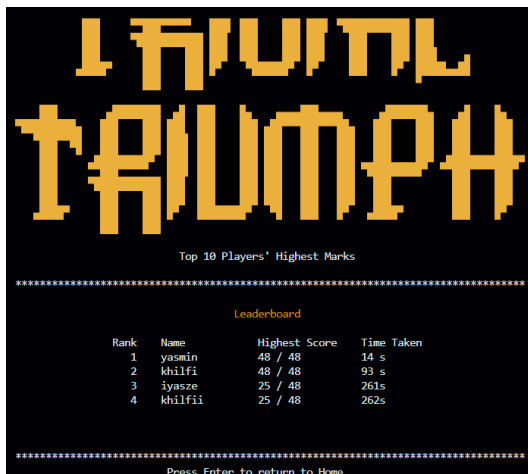 TRIUMPH
Top 10 Players' Highest Marks
*************************************************************************************
Leaderboard
Rank Name Highest Score Time Taken
1 yasmin 48 / 48 14 s
2 khilfi 48 / 48 93 s
3 iyasze 25 / 48 261s
4 khilfii 25 / 48 262s
*************************************************************************************
Press Enter to return to Home